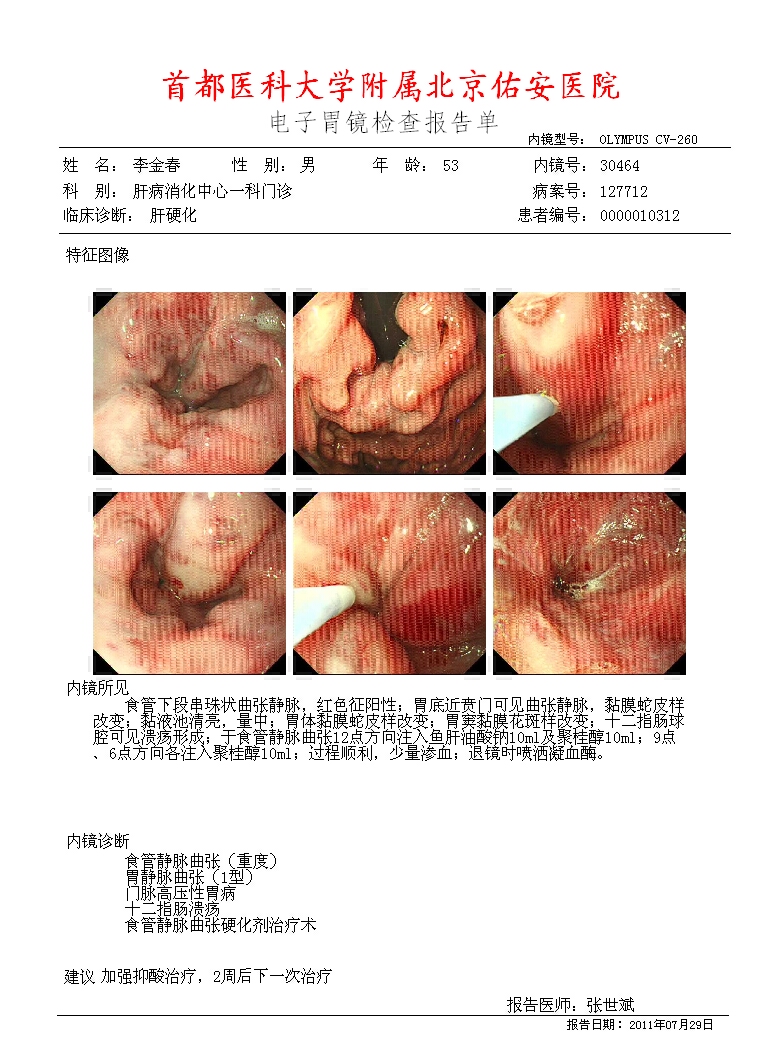 首都医科大学附属北京佑安医院
电子胃镜检查报告单
内镜型号: OLYMPUS CV-260
姓 名: 李金春 性 别: 男 年 龄: 53 内镜号: 30464
科 别: 肝病消化中心一科门诊 病案号: 127712
临床诊断: 肝硬化 患者编号: 0000010312
特征图像
内镜所见
食管下段串珠状曲张静脉, 红色征阳性; 胃底近贲门可见曲张静脉, 黏膜蛇皮样
改变; 黏液池清亮, 量中; 胃体黏膜蛇皮样改变; 胃窦黏膜花斑样改变; 十二指肠球
腔可见溃疡形成; 于食管静脉曲张12点方向注入鱼肝油酸钠10ml及聚桂醇10ml; 9点
、6点方向各注入聚桂醇10ml; 过程顺利, 少量渗血; 退镜时喷洒凝血酶。
内镜诊断
食管静脉曲张 (重度)
胃静脉曲张 (1型)
门脉高压性胃病
十二指肠溃疡
食管静脉曲张硬化剂治疗术
建议 加强抑酸治疗, 2周后下一次治疗
报告医师: 张世斌
报告日期: 2011年07月29日